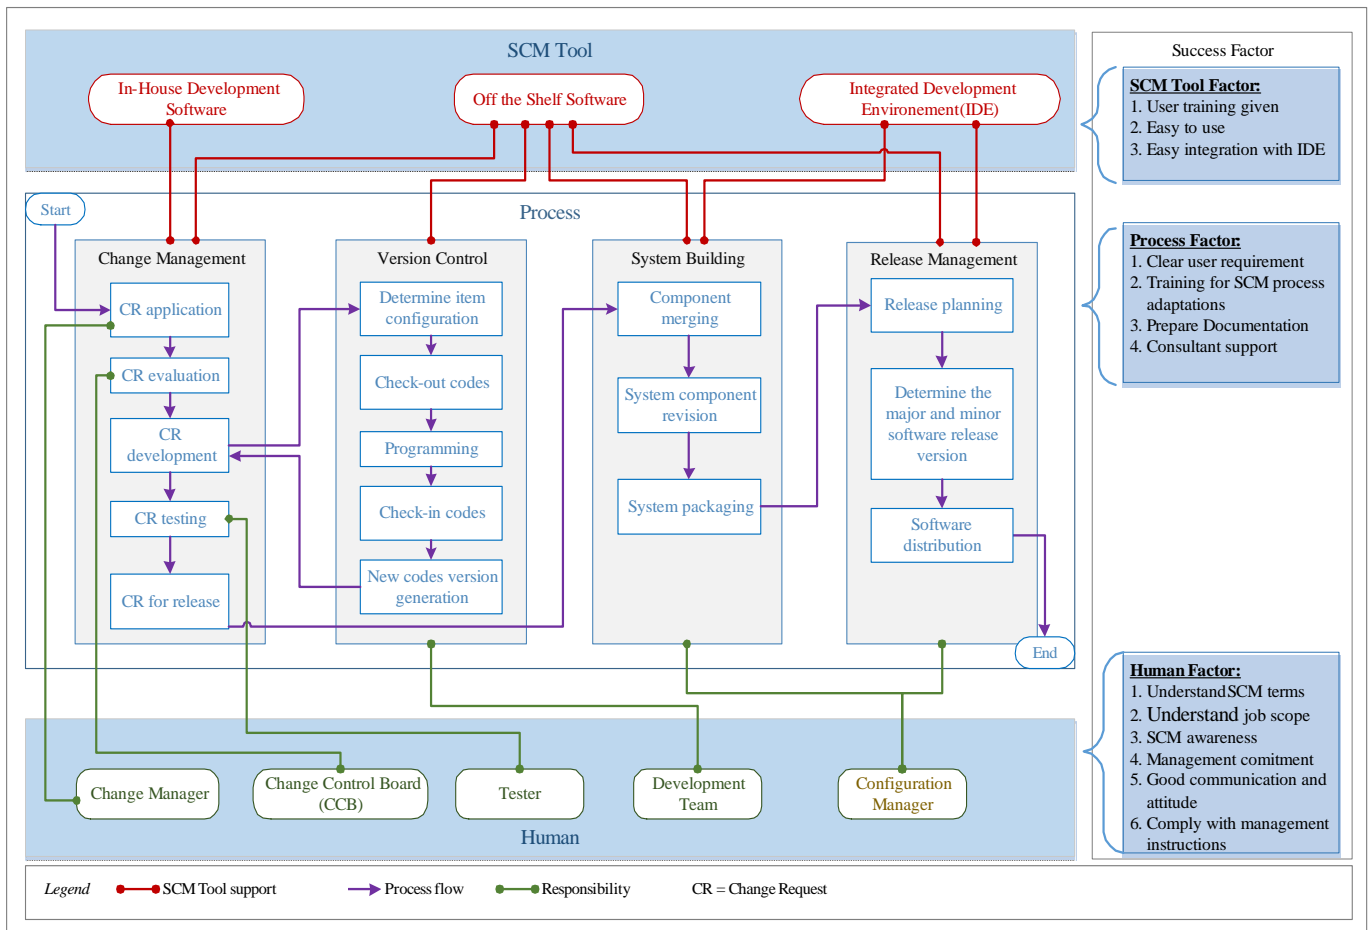 SCM Tool
In-House Development
Software
Off the Shelf Software
Integrated Development
Environement(IDE)
Start
Process
Change Management
CR application
CR evaluation
CR
development
CR testing
CR for release
Version Control
Determine item
configuration
Check-out codes
Programming
Check-in codes
New codes version
generation
System Building
Component
merging
System component
revision
System packaging
Release Management
Release planning
Determine the
major and minor
software release
version
Software
distribution
End
Change Manager
Change Control Board
(CCB)
Tester
Development
Team
Configuration
Manager
Human
Success Factor
SCM Tool Factor:
1. User training given
2. Easy to use
3. Easy integration with IDE
Process Factor:
1. Clear user requirement
2. Training for SCM process
adaptations
3. Prepare Documentation
4. Consultant support
Human Factor:
1. Understand SCM terms
2. Understand job scope
3. SCM awareness
4. Management comitment
5. Good communication and
attitude
6. Comply with management
instructions
Legend
SCM Tool support
Process flow
Responsibility
CR = Change Request